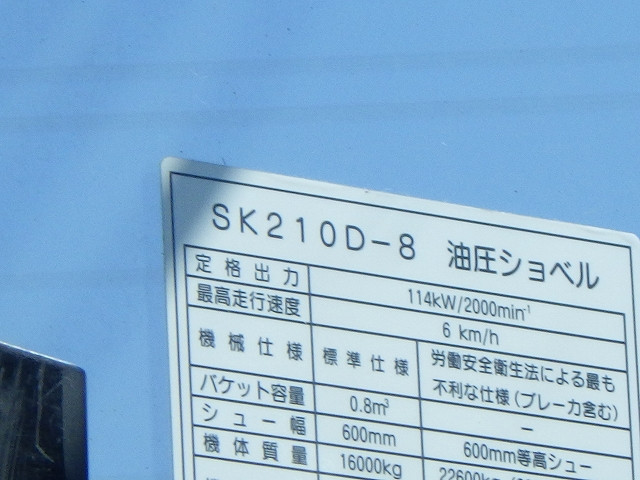 SK210D-8 油圧ショベル
定格出力 114kW/2000min⁻¹
最高走行速度 6 km/h
機械仕様 標準仕様 労働安全衛生法による最も不利な仕様(ブレーカ含む)
バケット容量 0.8m³ –
シュー幅 600mm 600mm等高シュー
機体質量 16000kg